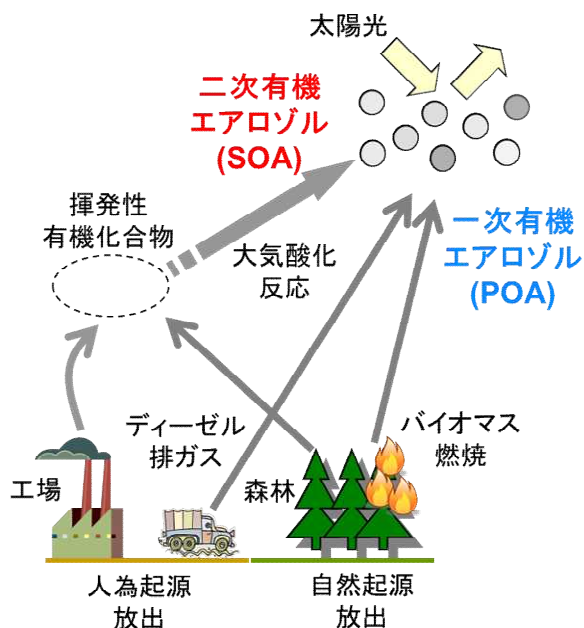 太陽光
二次有機
エアロゾル
(SOA)
揮発性
有機化合物
大気酸化
反応
一次有機
エアロゾル
(POA)
ディーゼル
排ガス
バイオマス
燃焼
工場
森林
人為起源
放出
自然起源
放出